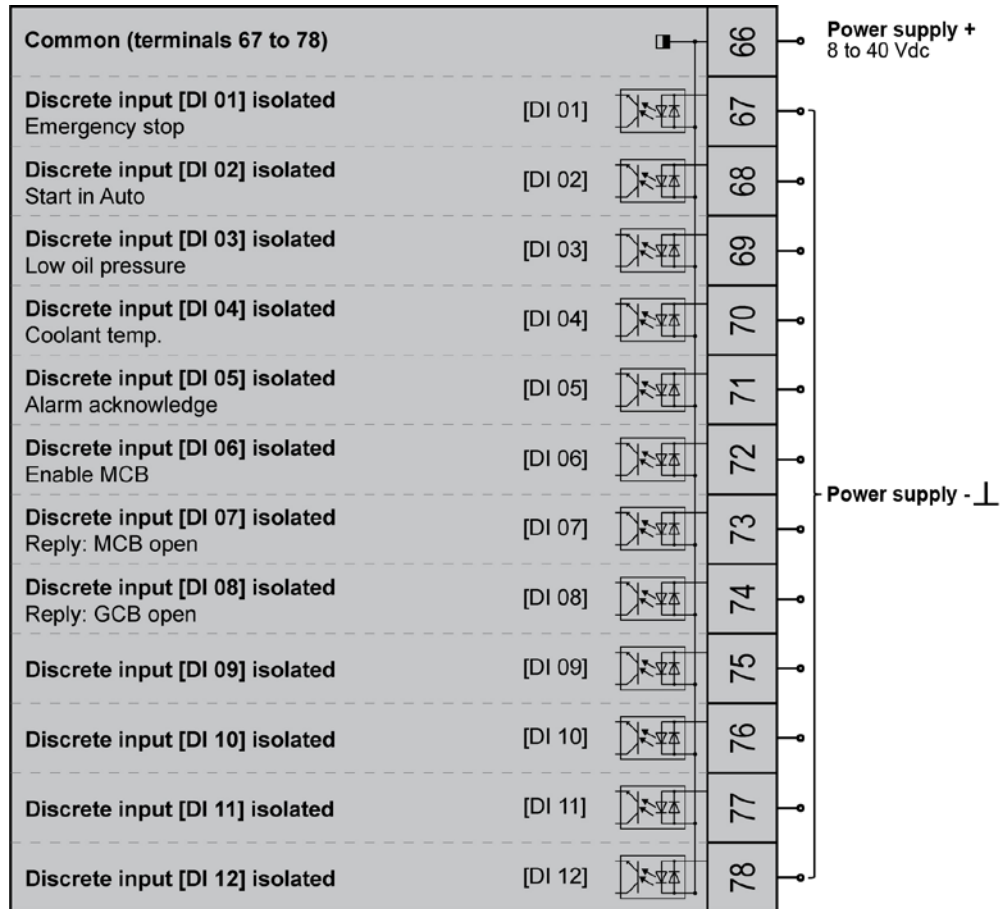 Common (terminals 67 to 78)
66
Power supply +
8 to 40 Vdc
Discrete input [DI 01] isolated
Emergency stop
[DI 01]
67
Discrete input [DI 02] isolated
Start in Auto
[DI 02]
68
Discrete input [DI 03] isolated
Low oil pressure
[DI 03]
69
Discrete input [DI 04] isolated
Coolant temp.
[DI 04]
70
Discrete input [DI 05] isolated
Alarm acknowledge
[DI 05]
71
Discrete input [DI 06] isolated
Enable MCB
[DI 06]
72
Power supply -
Discrete input [DI 07] isolated
Reply: MCB open
[DI 07]
73
Discrete input [DI 08] isolated
Reply: GCB open
[DI 08]
74
Discrete input [DI 09] isolated
[DI 09]
75
Discrete input [DI 10] isolated
[DI 10]
76
Discrete input [DI 11] isolated
[DI 11]
77
Discrete input [DI 12] isolated
[DI 12]
78